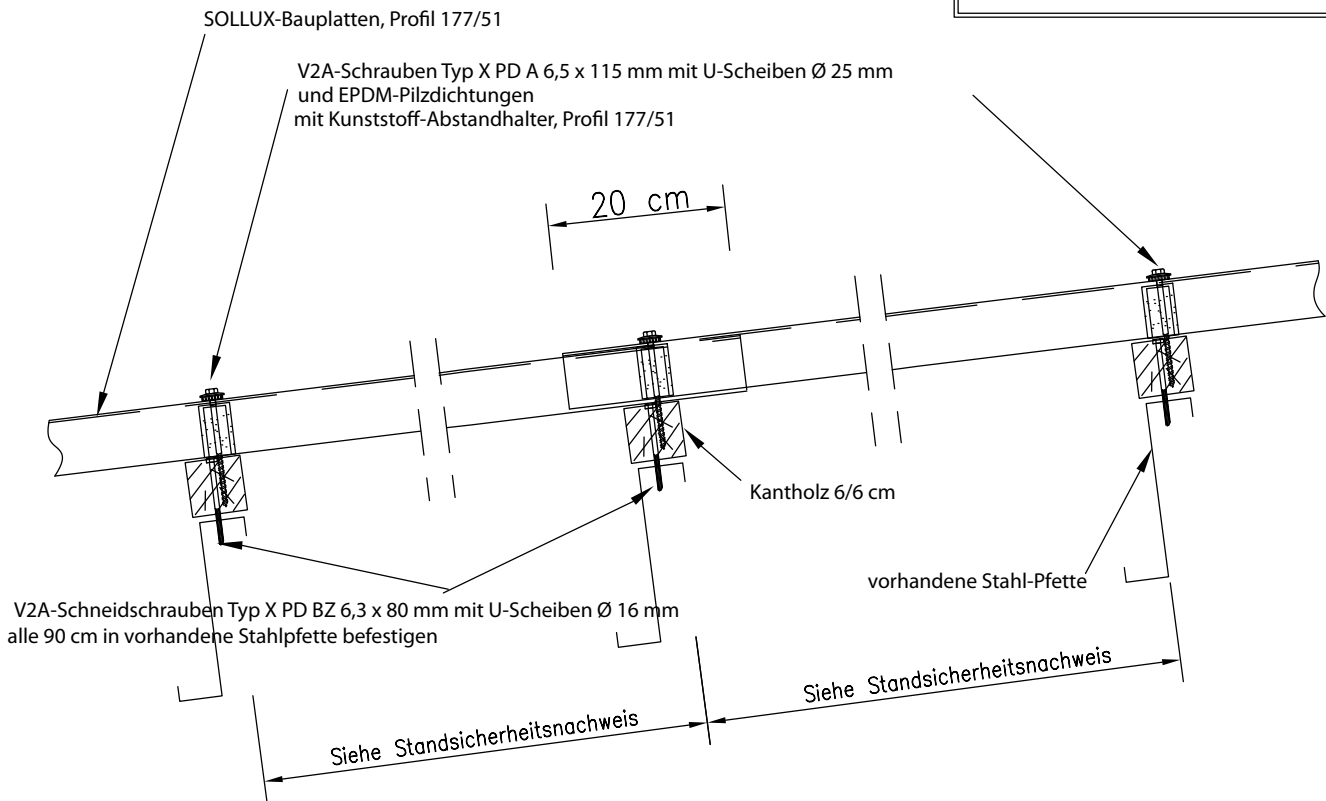 SOLLUX-Bauplatten, Profil 177/51
V2A-Schrauben Typ X PD A 6,5 x 115 mm mit U-Scheiben Ø 25 mm
und EPDM-Pilzdichtungen
mit Kunststoff-Abstandhalter, Profil 177/51
20 cm
Kantholz 6/6 cm
vorhandene Stahl-Pfette
V2A-Schneidschrauben Typ X PD BZ 6,3 x 80 mm mit U-Scheiben Ø 16 mm
alle 90 cm in vorhandene Stahlpfette befestigen
Siehe Standsicherheitsnachweis
Siehe Standsicherheitsnachweis